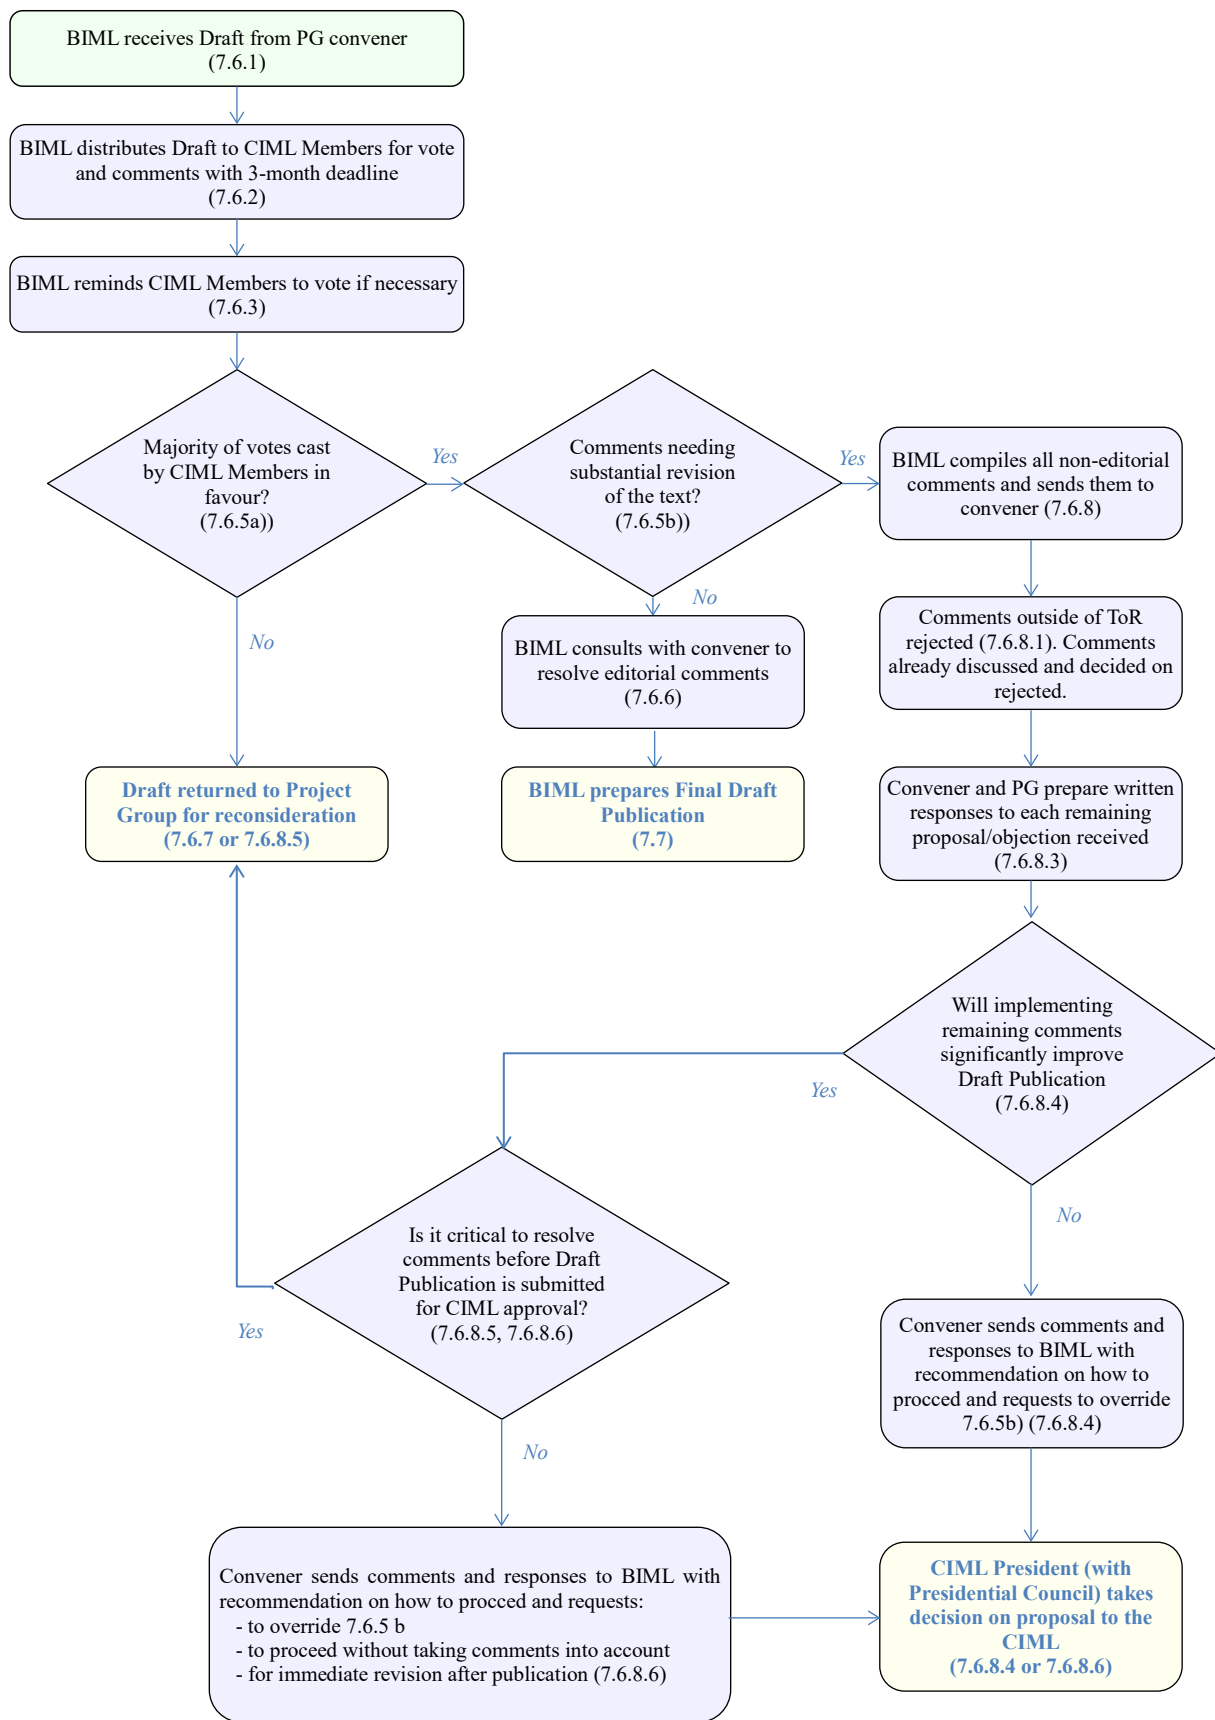 BIML receives Draft from PG convener
(7.6.1)
BIML distributes Draft to CIML Members for vote
and comments with 3-month deadline
(7.6.2)
BIML reminds CIML Members to vote if necessary
(7.6.3)
Majority of votes cast
by CIML Members in
favour?
(7.6.5a))
Yes
Comments needing
substantial revision
of the text?
(7.6.5b))
Yes
BIML compiles all non-editorial
comments and sends them to
convener (7.6.8)
No
No
BIML consults with convener to
resolve editorial comments
(7.6.6)
Comments outside of ToR
rejected (7.6.8.1). Comments
already discussed and decided on
rejected.
Draft returned to Project
Group for reconsideration
(7.6.7 or 7.6.8.5)
BIML prepares Final Draft
Publication
(7.7)
Convener and PG prepare written
responses to each remaining
proposal/objection received
(7.6.8.3)
Will implementing
remaining comments
significantly improve
Draft Publication
(7.6.8.4)
Yes
No
Is it critical to resolve
comments before Draft
Publication is submitted
for CIML approval?
(7.6.8.5, 7.6.8.6)
Yes
No
Convener sends comments and
responses to BIML with
recommendation on how to
procced and requests to override
7.6.5b) (7.6.8.4)
Convener sends comments and responses to BIML with
recommendation on how to procced and requests:
- to override 7.6.5 b
- to proceed without taking comments into account
- for immediate revision after publication (7.6.8.6)
CIML President (with
Presidential Council) takes
decision on proposal to the
CIML
(7.6.8.4 or 7.6.8.6)